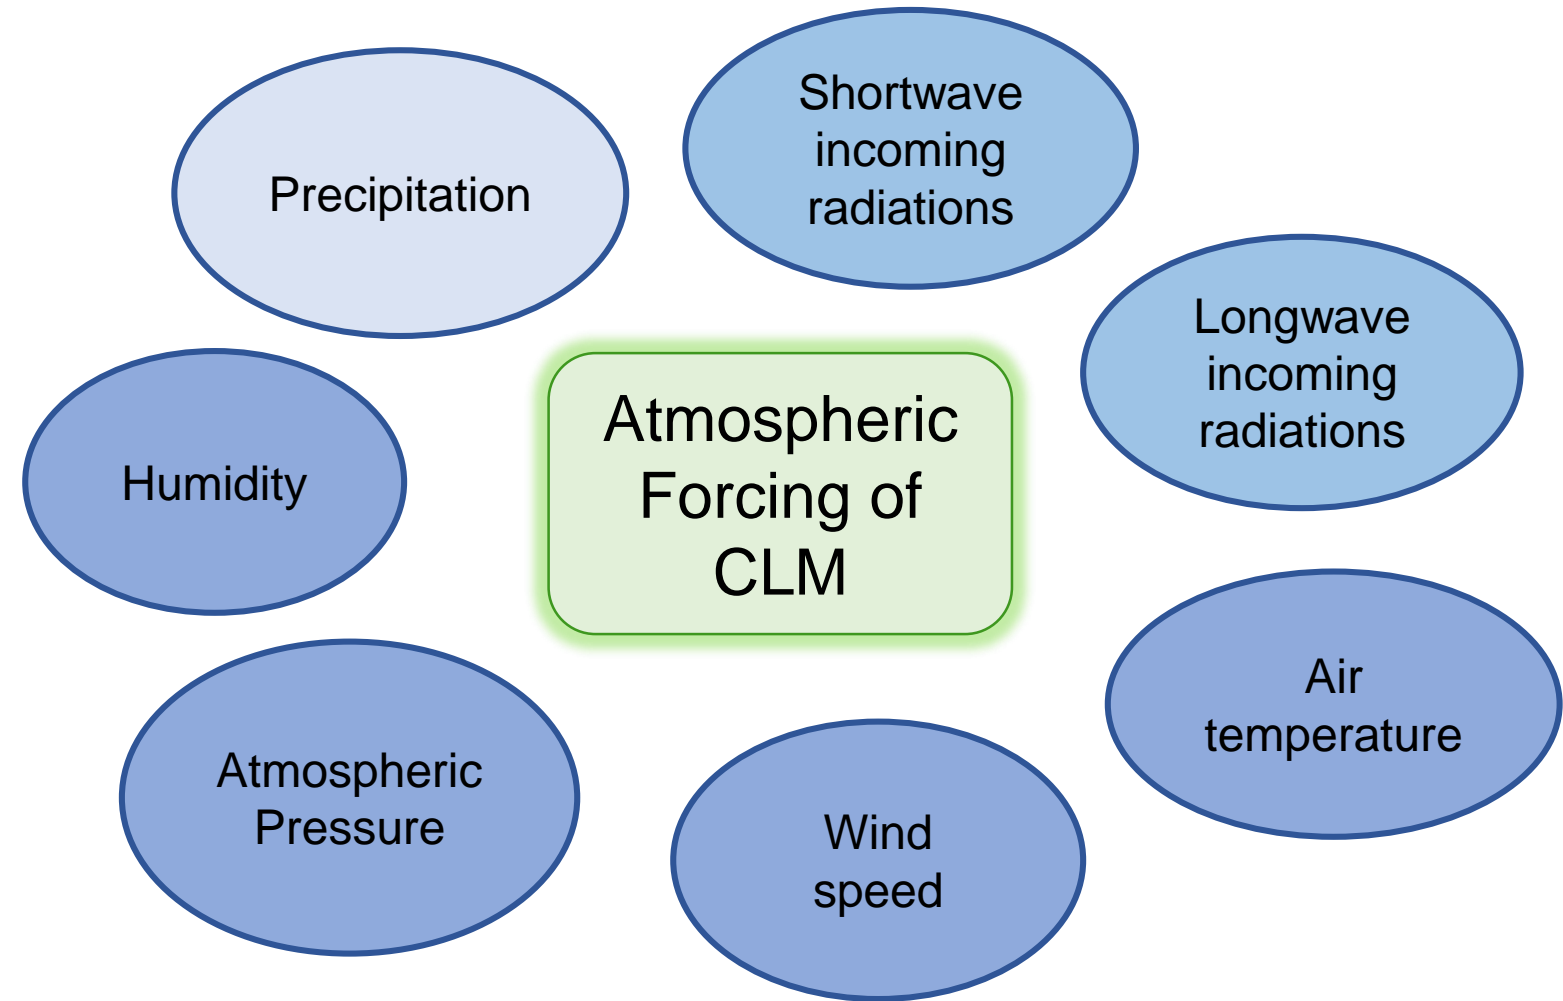 Shortwave
incoming
radiations
Precipitation
Longwave
incoming
radiations
Atmospheric
Forcing of
CLM
Humidity
Air
temperature
Atmospheric
Pressure
Wind
speed